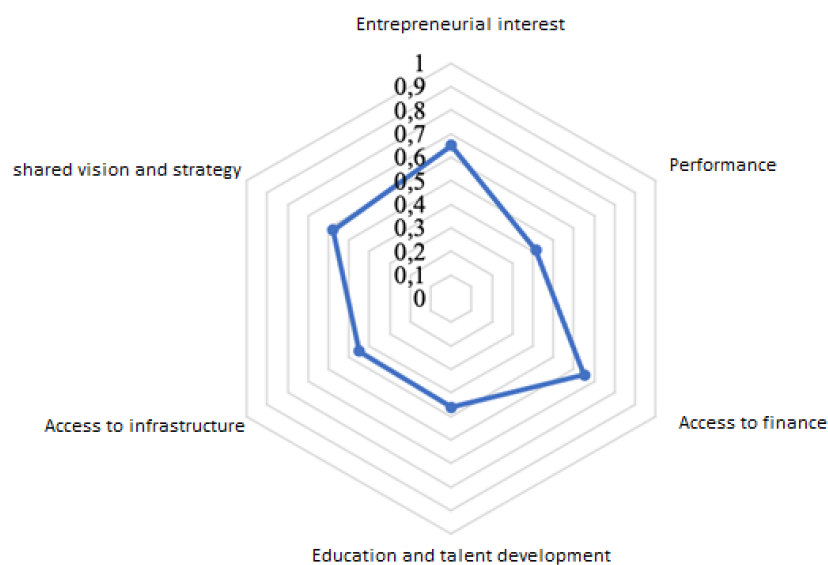 Entrepreneurial interest
1
0,9
0,8
0,7
0,6
0,5
0,4
0,3
0,2
0,1
0
Performance
shared vision and strategy
Access to infrastructure
Access to finance
Education and talent development